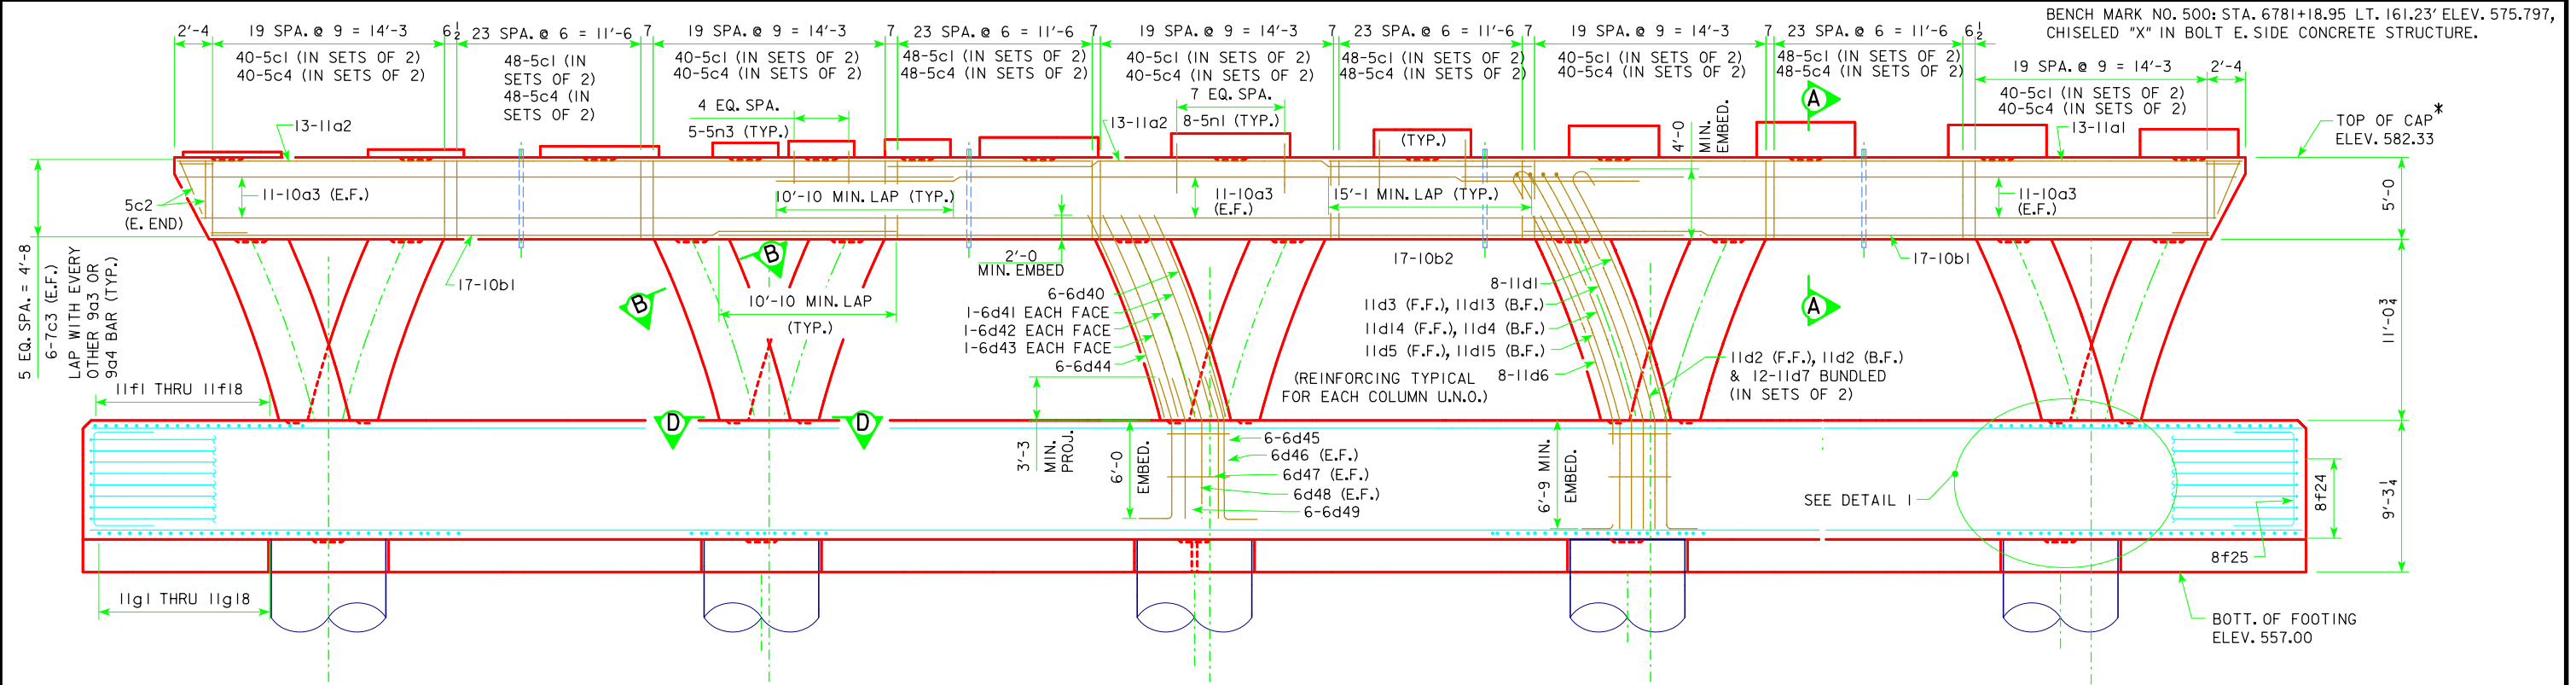 BENCH MARK NO. 500: STA. 6781+18.95 LT. 161.23' ELEV. 575.797,
CHISELED "X" IN BOLT E. SIDE CONCRETE STRUCTURE.
2'-4
19 SPA. @ 9 = 14'-3
6 1/2
23 SPA. @ 6 = 11'-6
7
19 SPA. @ 9 = 14'-3
7
23 SPA. @ 6 = 11'-6
7
19 SPA. @ 9 = 14'-3
7
23 SPA. @ 6 = 11'-6
7
19 SPA. @ 9 = 14'-3
7
23 SPA. @ 6 = 11'-6
6 1/2
19 SPA. @ 9 = 14'-3
2'-4
40-5c1 (IN SETS OF 2)
40-5c4 (IN SETS OF 2)
48-5c1 (IN
SETS OF 2)
48-5c4 (IN
SETS OF 2)
40-5c1 (IN SETS OF 2)
40-5c4 (IN SETS OF 2)
48-5c1 (IN SETS OF 2)
48-5c4 (IN SETS OF 2)
40-5c1 (IN SETS OF 2)
40-5c4 (IN SETS OF 2)
48-5c1 (IN SETS OF 2)
48-5c4 (IN SETS OF 2)
40-5c1 (IN SETS OF 2)
40-5c4 (IN SETS OF 2)
48-5c1 (IN SETS OF 2)
48-5c4 (IN SETS OF 2)
40-5c1 (IN SETS OF 2)
40-5c4 (IN SETS OF 2)
4 EQ. SPA.
5-5n3 (TYP.)
7 EQ. SPA.
8-5n1 (TYP.)
(TYP.)
4'-0
MIN.
EMBED.
A
13-11a2
13-11a2
13-11a1
TOP OF CAP*
ELEV. 582.33
5c2
(E. END)
11-10a3 (E.F.)
10'-10 MIN. LAP (TYP.)
11-10a3
(E.F.)
15'-1 MIN. LAP (TYP.)
11-10a3
(E.F.)
5'-0
5 EQ. SPA. = 4'-8
6-7c3 (E.F.)
LAP WITH EVERY
OTHER 9a3 OR
9d4 BAR (TYP.)
17-10b1
B
B
2'-0
MIN. EMBED
17-10b2
17-10b1
10'-10 MIN. LAP
(TYP.)
6-6d40
1-6d41 EACH FACE
1-6d42 EACH FACE
1-6d43 EACH FACE
6-6d44
8-11d1
11d3 (F.F.), 11d13 (B.F.)
11d14 (F.F.), 11d4 (B.F.)
11d5 (F.F.), 11d15 (B.F.)
8-11d6
(REINFORCING TYPICAL
FOR EACH COLUMN U.N.O.)
A
11d2 (F.F.), 11d2 (B.F.)
& 12-11d7 BUNDLED
(IN SETS OF 2)
11'-0 3/4
11f1 THRU 11f18
D
D
3'-3
MIN.
PROJ.
6'-0
EMBED.
6-6d45
6d46 (E.F.)
6d47 (E.F.)
6d48 (E.F.)
6-6d49
6'-9 MIN.
EMBED.
SEE DETAIL 1
8f24
9'-3 1/4
8f25
11g1 THRU 11g18
BOTT. OF FOOTING
ELEV. 557.00